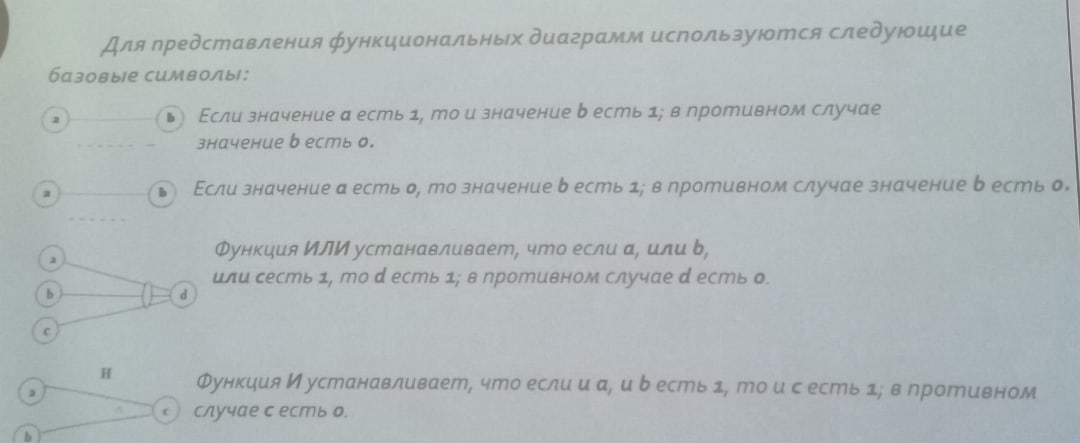 Для представления функциональных диаграмм используются следующие
базовые символы:
a b Если значение a есть 1, то и значение b есть 1; в противном случае
значение b есть 0.
a b Если значение a есть 0, то значение b есть 1; в противном случае значение b есть 0.
Функция ИЛИ устанавливает, что если a, или b,
a
или cесть 1, то d есть 1; в противном случае d есть 0.
b d
c
И
Функция И устанавливает, что если и a, и b есть 1, то и c есть 1; в противном
a
c случае c есть 0.
b